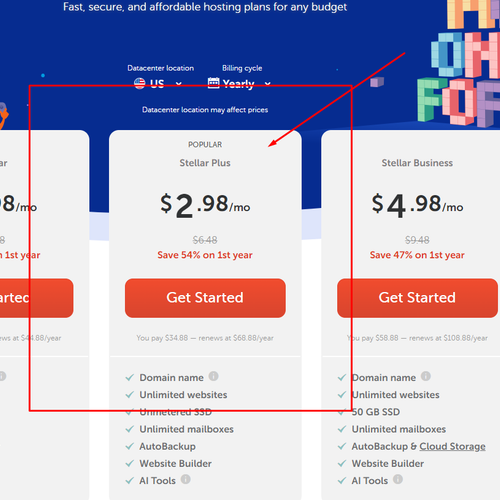 Fast, secure, and affordable hosting plans for any budget
Datacenter location
Billing cycle
US
Yearly
Datacenter location may affect prices
POPULAR
Stellar Plus
Stellar Business
$2.98/mo
$4.98/mo
/mo
$6.48
$9.48
on 1st year
Save 54% on 1st year
Save 47% on 1st year
Get Started
Get Started
You pay $34.88 — renews at $68.88/year
You pay $58.88 — renews at $108.88/year
at $44.88/year
Domain name
Unlimited websites
Unmetered SSD
Unlimited mailboxes
AutoBackup
Website Builder
AI Tools
Domain name
Unlimited websites
50 GB SSD
Unlimited mailboxes
AutoBackup & Cloud Storage
Website Builder
AI Tools